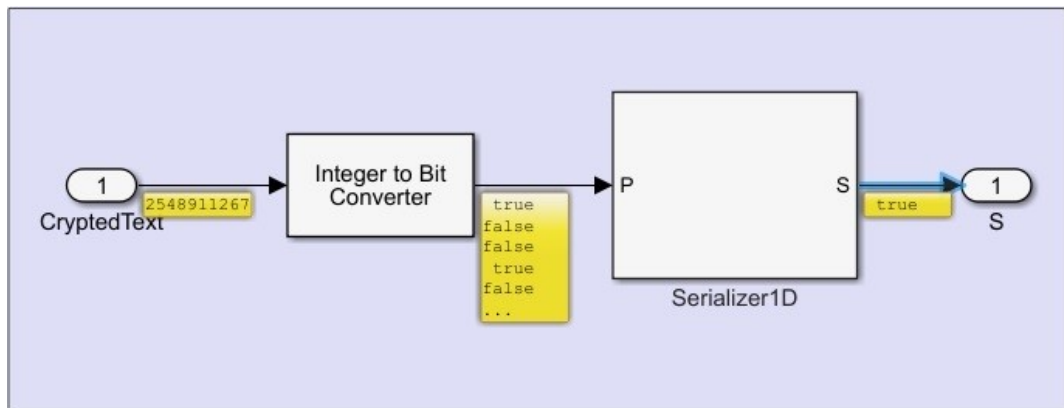 1
CryptedText
2548911267
Integer to Bit
Converter
true
false
false
true
false
...
P
S
Serializer1D
true
1
S